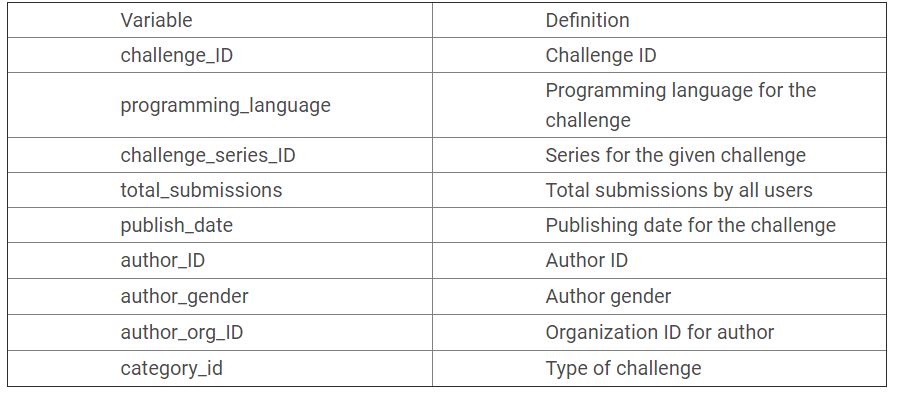 Variable Definition
challenge_ID Challenge ID
programming_language Programming language for the
challenge
challenge_series_ID Series for the given challenge
total_submissions Total submissions by all users
publish_date Publishing date for the challenge
author_ID Author ID
author_gender Author gender
author_org_ID Organization ID for author
category_id Type of challenge